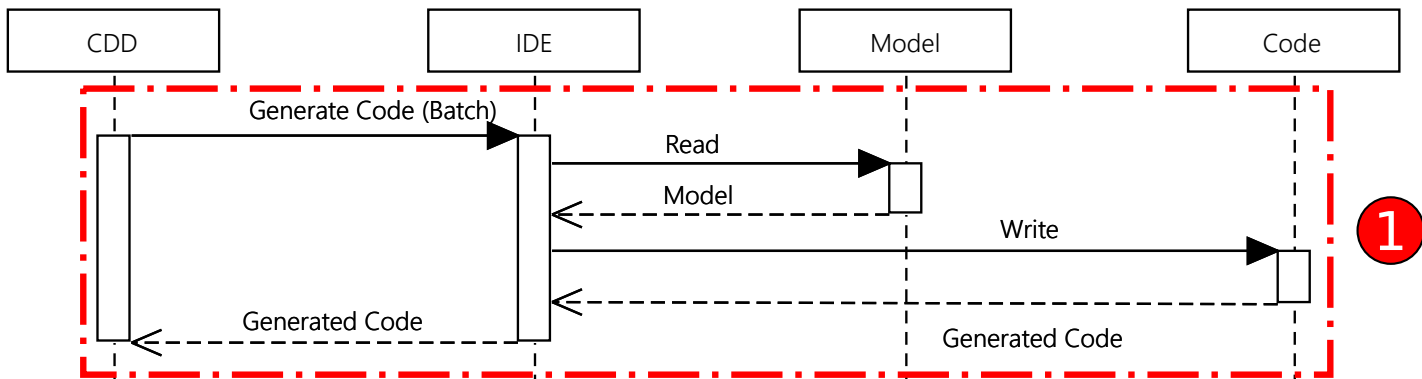 CDD
IDE
Model
Code
Generate Code (Batch)
Read
Model
Write
1
Generated Code
Generated Code